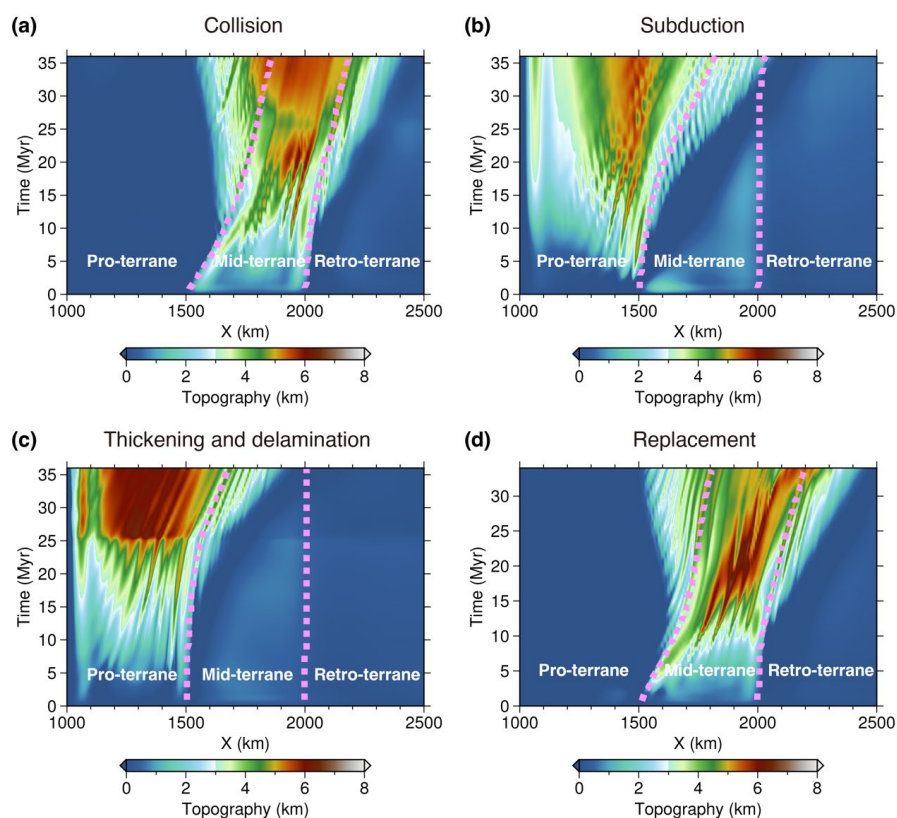 (a) Collision
35
30
25
20
15
10
5
0
Time (Myr)
Pro-terrane Mid-terrane Retro-terrane
1000 1500 2000 2500
X (km)
0 2 4 6 8
Topography (km)
(b) Subduction
35
30
25
20
15
10
5
0
Time (Myr)
Pro-terrane Mid-terrane Retro-terrane
1000 1500 2000 2500
X (km)
0 2 4 6 8
Topography (km)
(c) Thickening and delamination
35
30
25
20
15
10
5
0
Time (Myr)
Pro-terrane Mid-terrane Retro-terrane
1000 1500 2000 2500
X (km)
0 2 4 6 8
Topography (km)
(d) Replacement
30
25
20
15
10
5
0
Time (Myr)
Pro-terrane Mid-terrane Retro-terrane
1000 1500 2000 2500
X (km)
0 2 4 6 8
Topography (km)